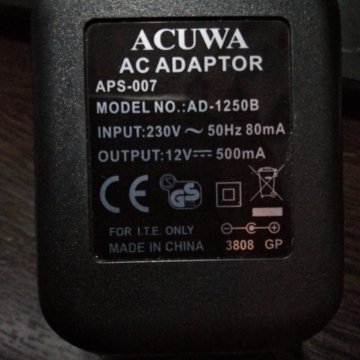 ACUWA
AC ADAPTOR
APS-007
MODEL NO.:AD-1250B
INPUT:230V ~ 50Hz 80mA
OUTPUT:12V⎓ 500mA
CE GS
FOR I.T.E. ONLY
MADE IN CHINA 3808 GP